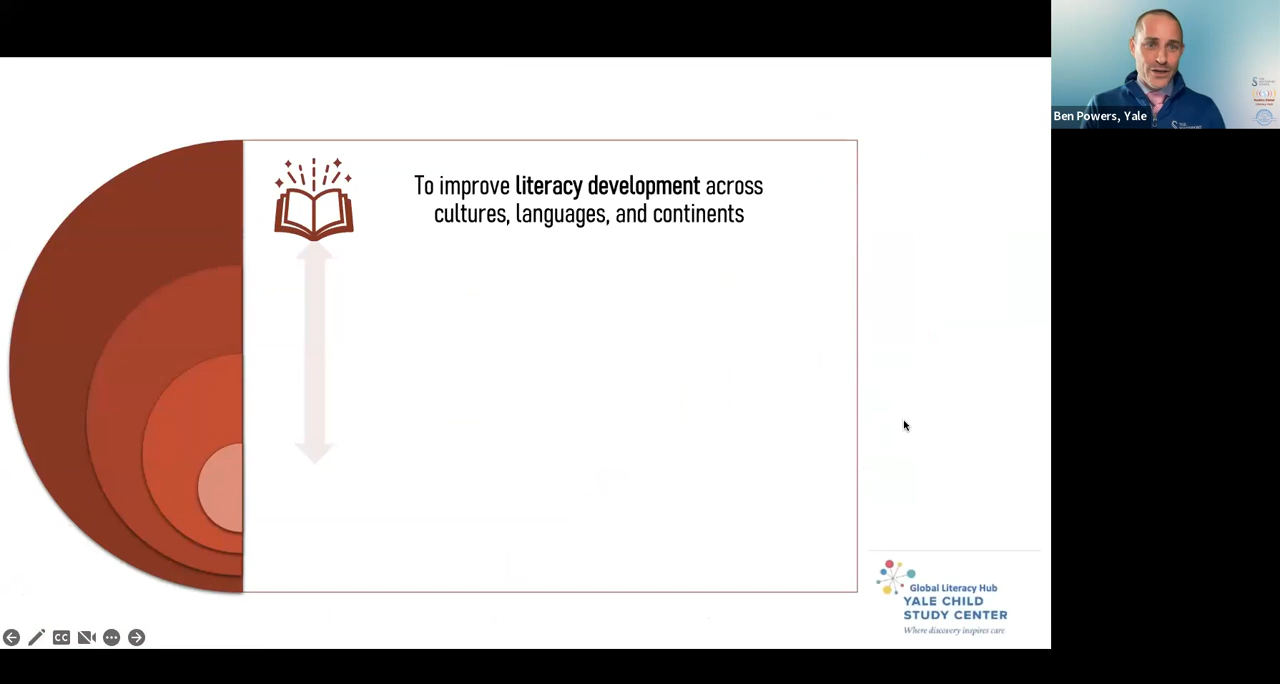 Ben Powers, Yale
To improve literacy development across
cultures, languages, and continents
Global Literacy Hub
YALE CHILD
STUDY CENTER
Where discovery inspires care
CC